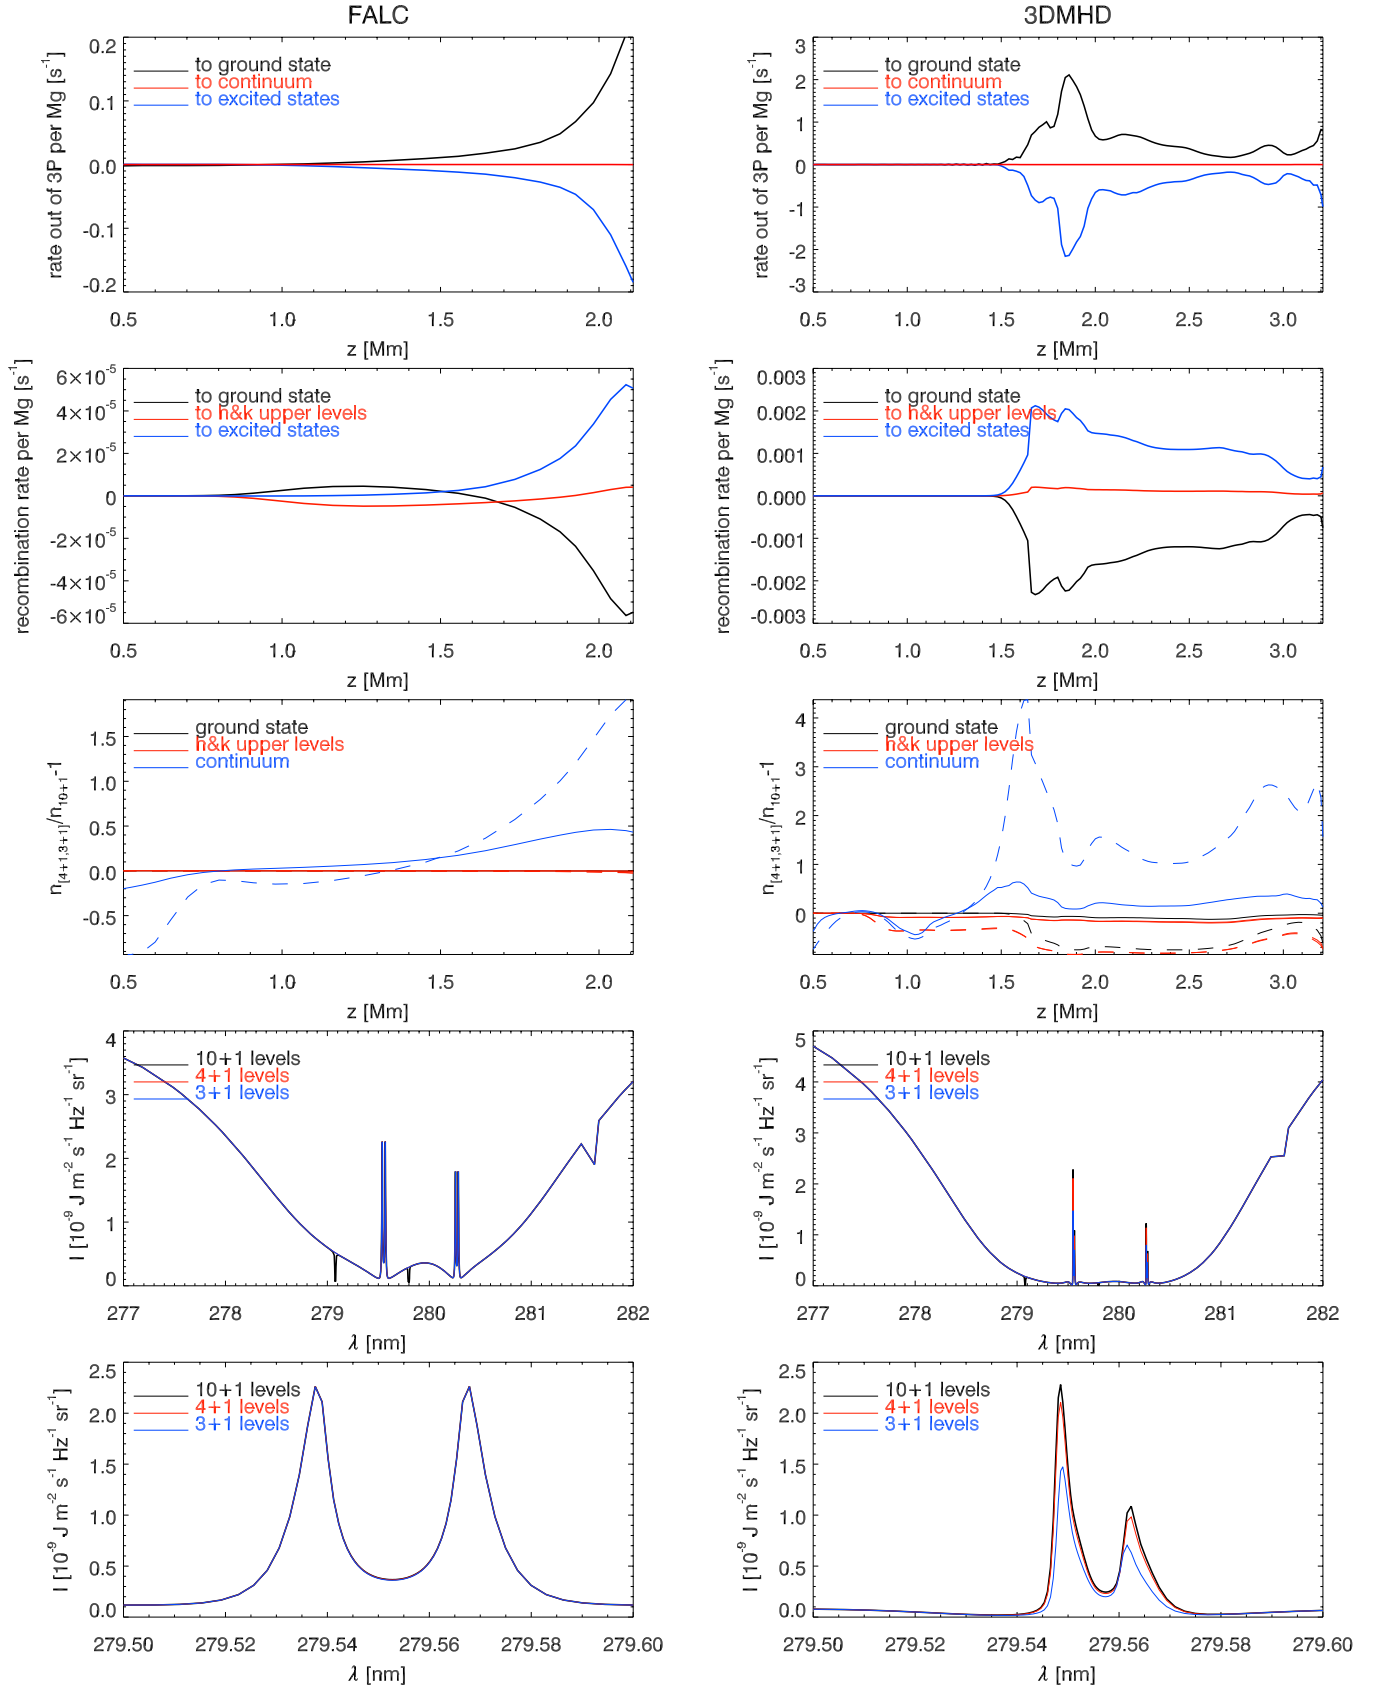 FALC
3DMHD
rate out of 3P per Mg [s⁻¹]
0.2
0.1
0.0
-0.1
-0.2
to ground state
to continuum
to excited states
0.5 1.0 1.5 2.0
z [Mm]
rate out of 3P per Mg [s⁻¹]
3
2
1
0
-1
-2
-3
to ground state
to continuum
to excited states
0.5 1.0 1.5 2.0 2.5 3.0
z [Mm]
recombination rate per Mg [s⁻¹]
6×10⁻⁵
4×10⁻⁵
2×10⁻⁵
0
-2×10⁻⁵
-4×10⁻⁵
-6×10⁻⁵
to ground state
to h&k upper levels
to excited states
0.5 1.0 1.5 2.0
z [Mm]
recombination rate per Mg [s⁻¹]
0.003
0.002
0.001
0.000
-0.001
-0.002
-0.003
to ground state
to h&k upper levels
to excited states
0.5 1.0 1.5 2.0 2.5 3.0
z [Mm]
n[4+1,3+1]/n10+1-1
1.5
1.0
0.5
0.0
-0.5
ground state
h&k upper levels
continuum
0.5 1.0 1.5 2.0
z [Mm]
n[4+1,3+1]/n10+1-1
4
3
2
1
0
ground state
h&k upper levels
continuum
0.5 1.0 1.5 2.0 2.5 3.0
z [Mm]
I [10⁻⁹ J m⁻² s⁻¹ Hz⁻¹ sr⁻¹]
4
3
2
1
0
10+1 levels
4+1 levels
3+1 levels
277 278 279 280 281 282
λ [nm]
I [10⁻⁹ J m⁻² s⁻¹ Hz⁻¹ sr⁻¹]
5
4
3
2
1
0
10+1 levels
4+1 levels
3+1 levels
277 278 279 280 281 282
λ [nm]
I [10⁻⁹ J m⁻² s⁻¹ Hz⁻¹ sr⁻¹]
2.5
2.0
1.5
1.0
0.5
0.0
10+1 levels
4+1 levels
3+1 levels
279.50 279.52 279.54 279.56 279.58 279.60
λ [nm]
I [10⁻⁹ J m⁻² s⁻¹ Hz⁻¹ sr⁻¹]
2.5
2.0
1.5
1.0
0.5
0.0
10+1 levels
4+1 levels
3+1 levels
279.50 279.52 279.54 279.56 279.58 279.60
λ [nm]